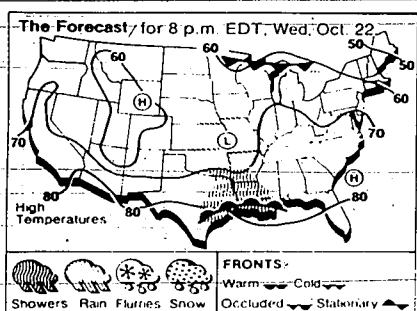 The Forecast / for 8 p.m. EDT, Wed., Oct. 22
60
60
50
50
60
H
L
70
70
H
80
80
80
High
Temperatures
Showers Rain Flurries Snow
FRONTS:
Warm Cold
Occluded Stationary